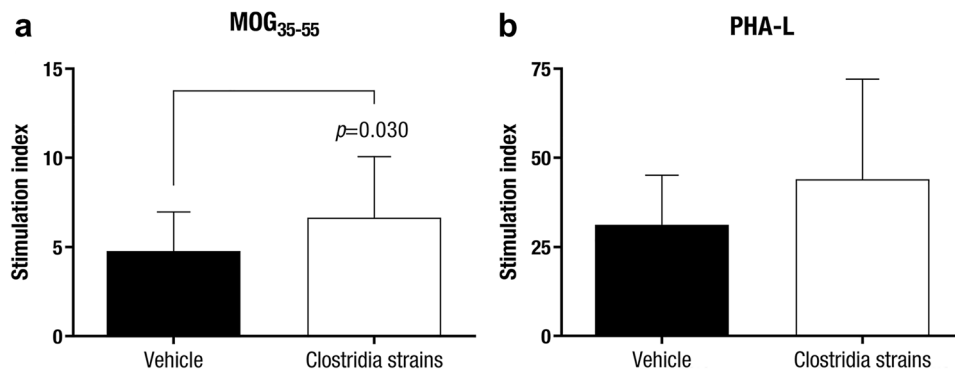 a
MOG35-55
Stimulation index
15
10
5
0
p=0.030
Vehicle
Clostridia strains
b
PHA-L
Stimulation index
75
50
25
0
Vehicle
Clostridia strains